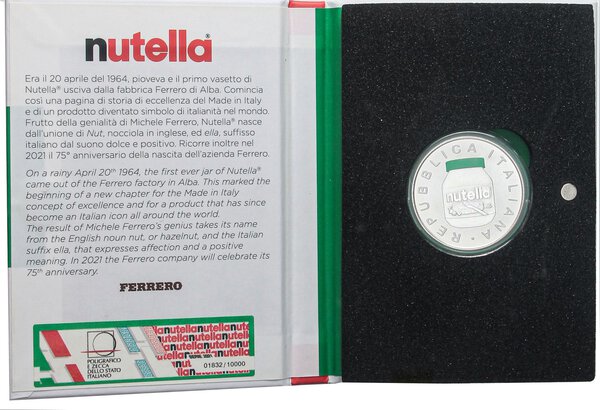 nutella®
Era il 20 aprile del 1964, pioveva e il primo vasetto di
Nutella® usciva dalla fabbrica Ferrero di Alba. Comincia
così una pagina di storia di eccellenza del Made in Italy
e di un prodotto diventato simbolo di italianità nel mondo.
Frutto della genialità di Michele Ferrero, Nutella® nasce
dall'unione di Nut, nocciola in inglese, ed ella, suffisso
italiano dal suono dolce e positivo. Ricorre inoltre nel
2021 il 75° anniversario della nascita dell'azienda Ferrero.
On a rainy April 20th 1964, the first ever jar of Nutella®
came out of the Ferrero factory in Alba. This marked the
beginning of a new chapter for the Made in Italy
concept of excellence and for a product that has since
become an Italian icon all around the world.
The result of Michele Ferrero's genius takes its name
from the English noun nut, or hazelnut, and the Italian
suffix ella, that expresses affection and a positive
meaning. In 2021 the Ferrero company will celebrate its
75th anniversary.
FERRERO
POLIGRAFICO
E ZECCA
DELLO STATO
ITALIANO
nutella nutella nutella
01832/10000
REPUBBLICA ITALIANA
nutella